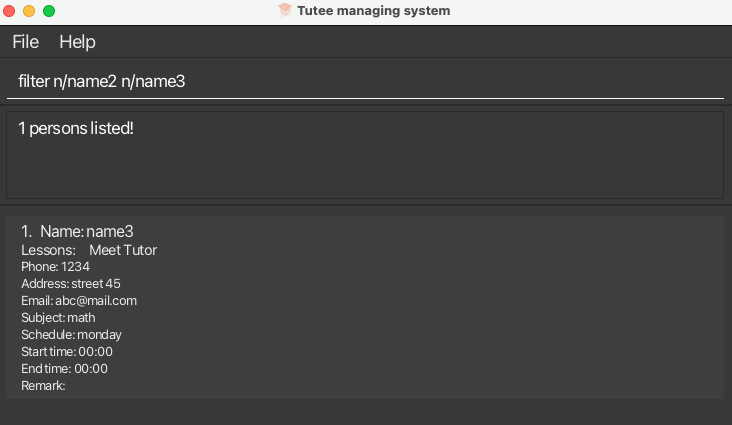 Tutee managing system
File Help
filter n/name2 n/name3
1 persons listed!
1. Name: name3
Lessons: Meet Tutor
Phone: 1234
Address: street 45
Email: abc@mail.com
Subject: math
Schedule: monday
Start time: 00:00
End time: 00:00
Remark: